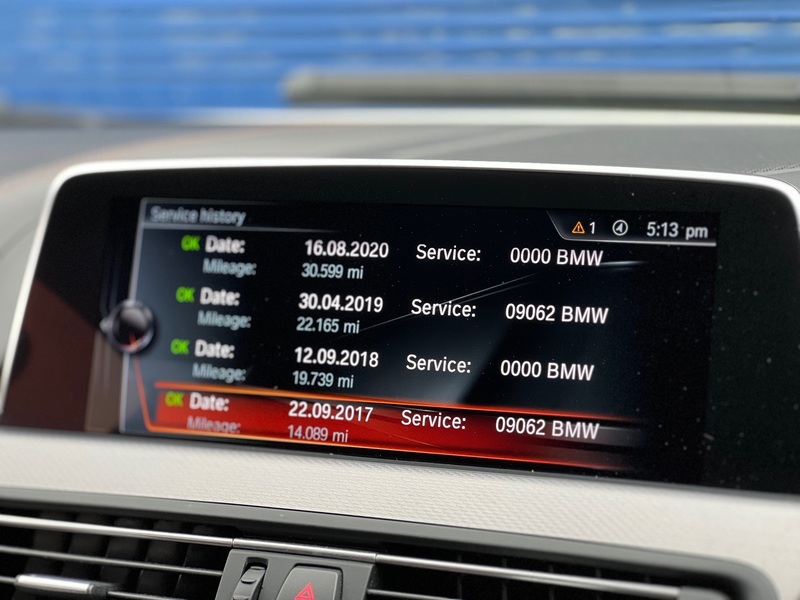 Service history
1 5:13 pm
OK Date: 16.08.2020 Service: 0000 BMW
Mileage: 30.599 mi
OK Date: 30.04.2019 Service: 09062 BMW
Mileage: 22.165 mi
OK Date: 12.09.2018 Service: 0000 BMW
Mileage: 19.739 mi
OK Date: 22.09.2017 Service: 09062 BMW
Mileage: 14.089 mi